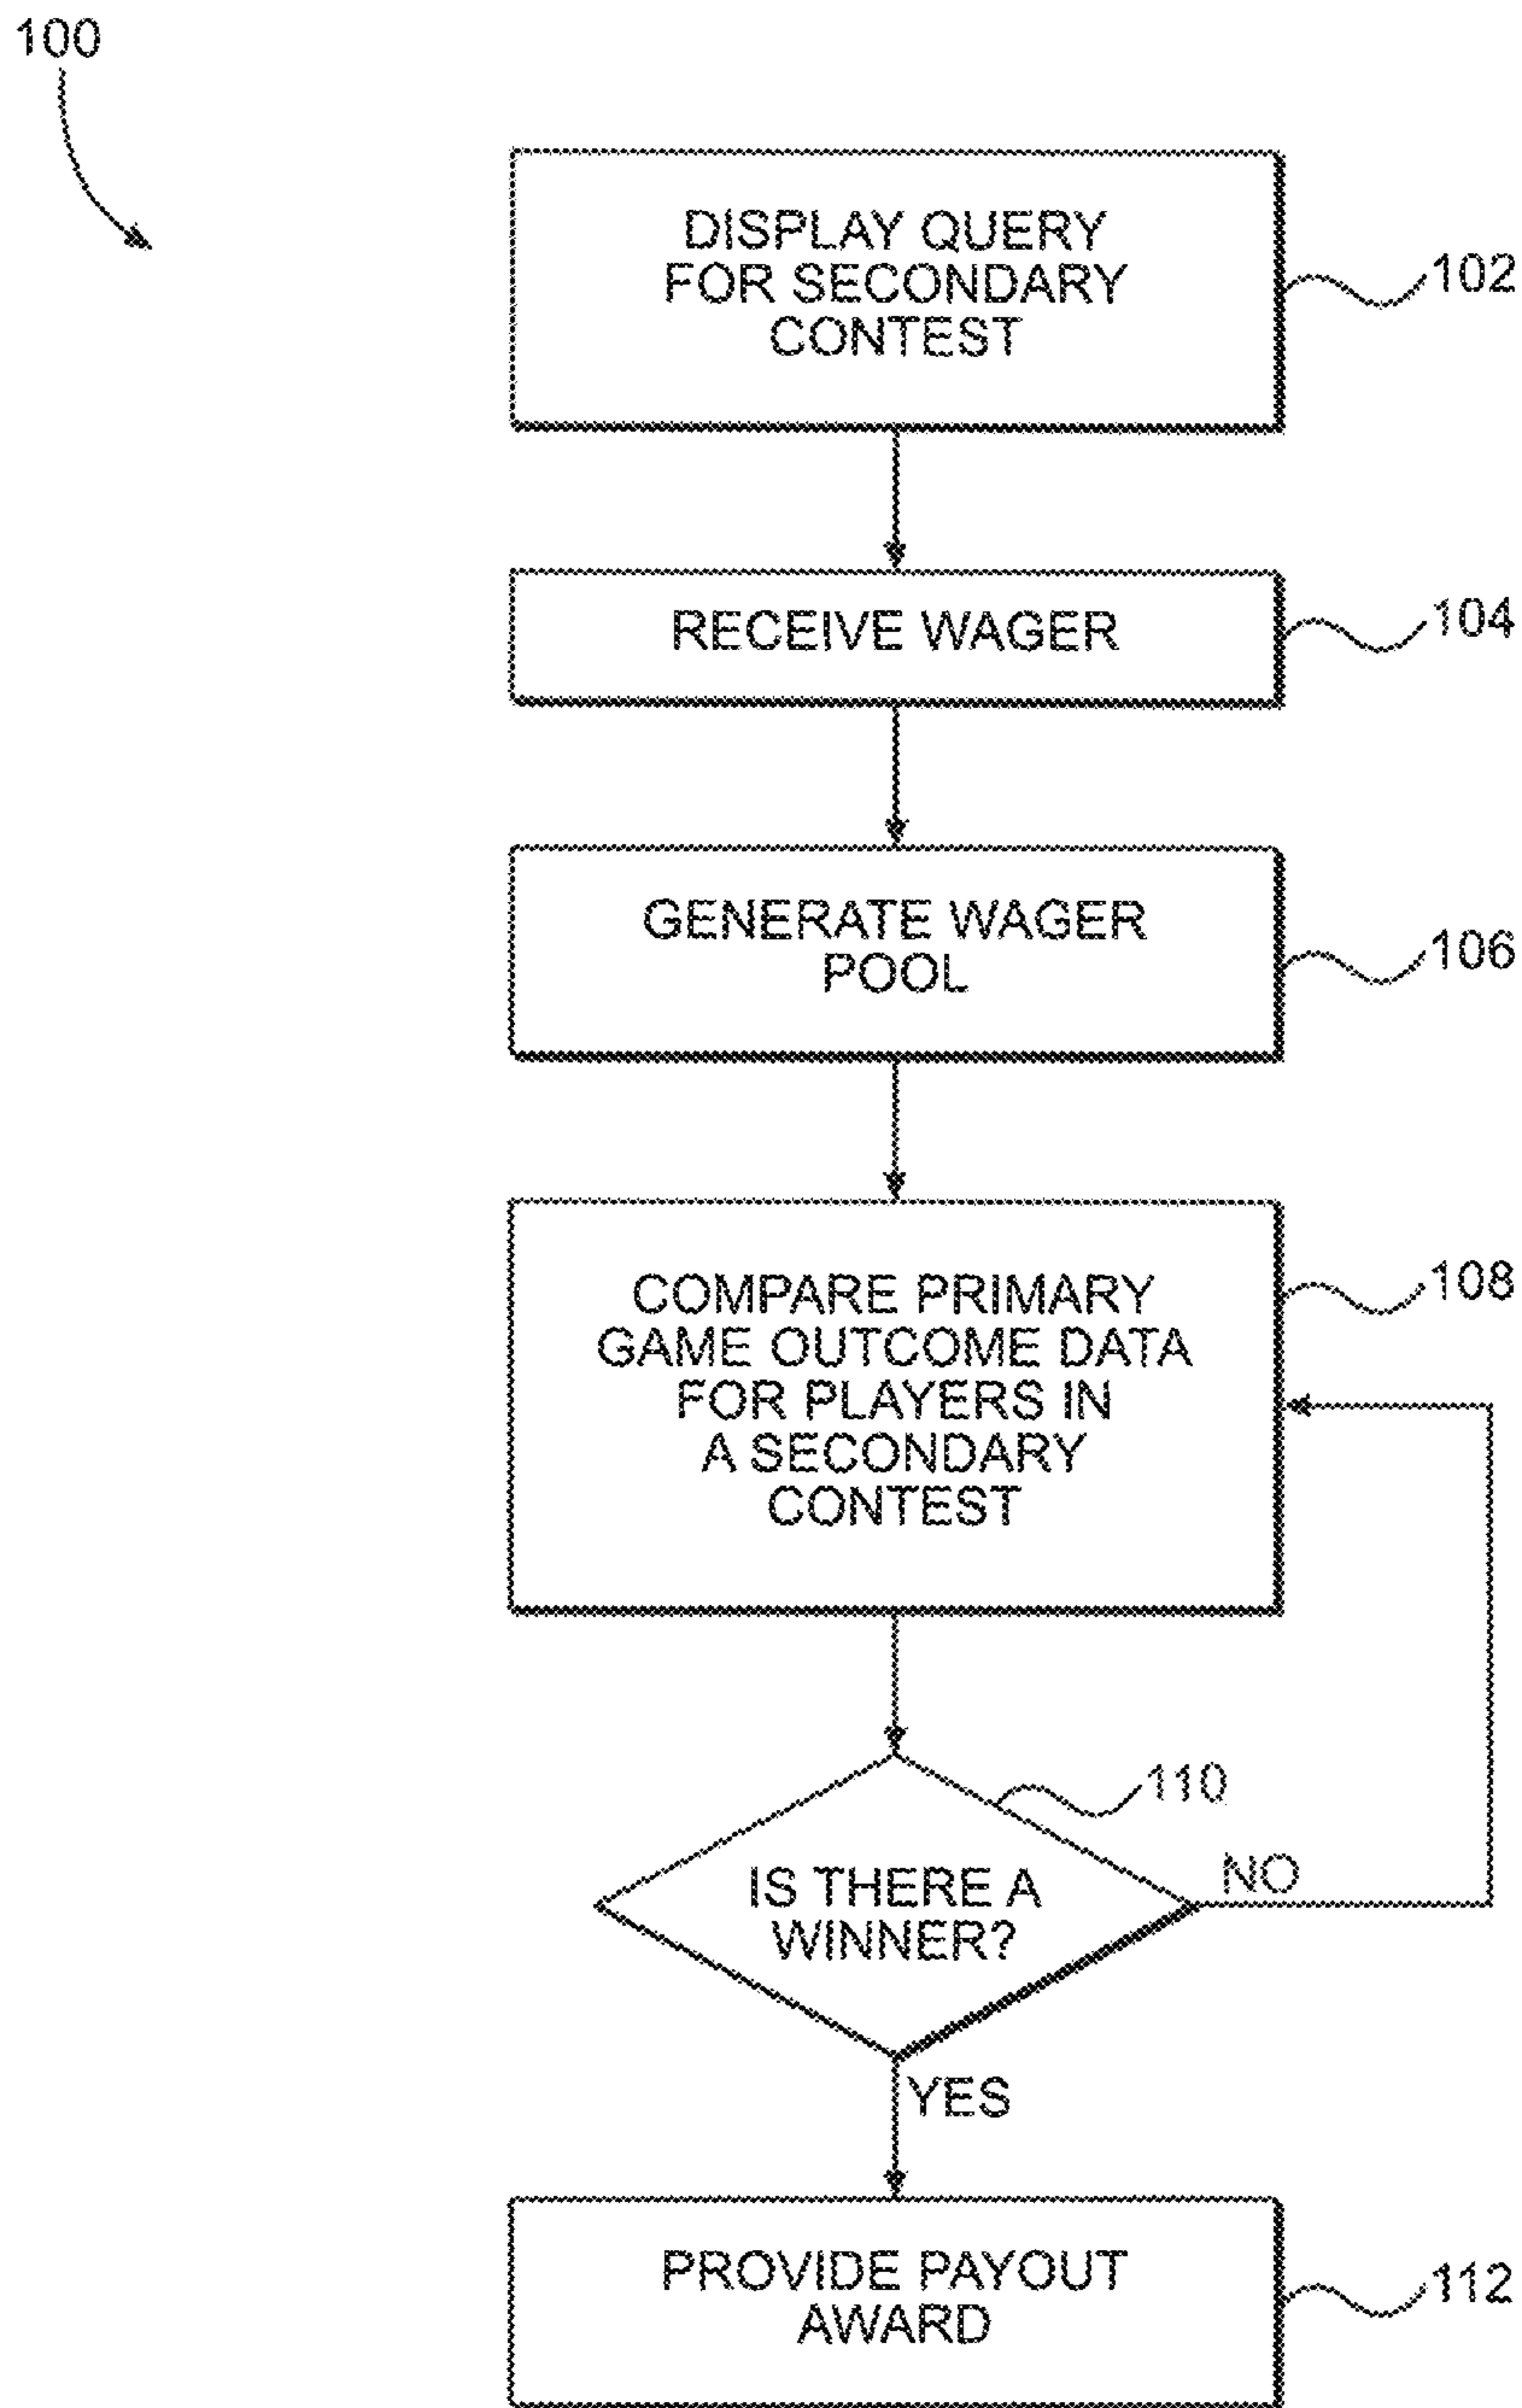 100
DISPLAY QUERY
FOR SECONDARY
CONTEST
102
RECEIVE WAGER
104
GENERATE WAGER
POOL
106
COMPARE PRIMARY
GAME OUTCOME DATA
FOR PLAYERS IN
A SECONDARY
CONTEST
108
110
IS THERE A
WINNER?
NO
YES
PROVIDE PAYOUT
AWARD
112